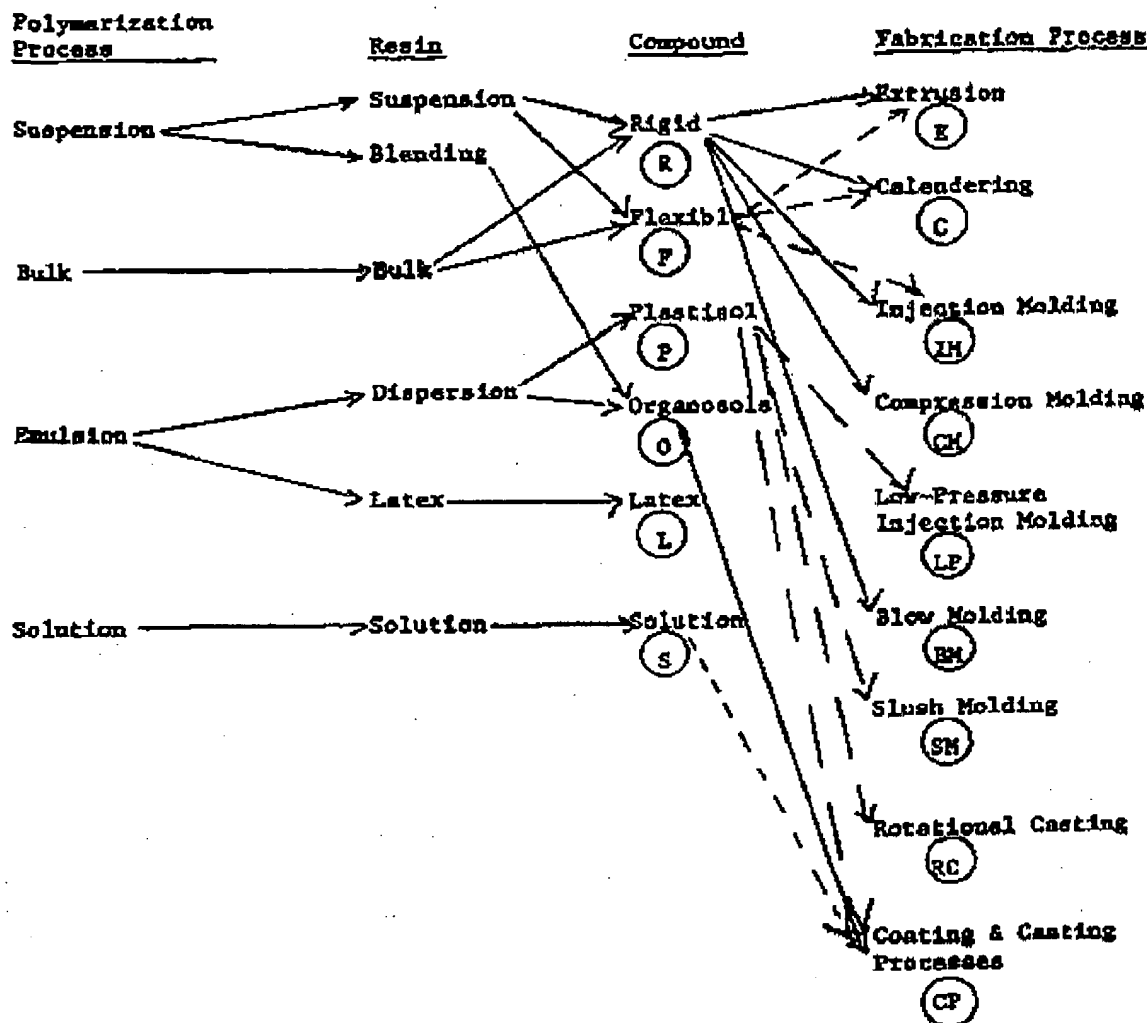 Polymerization
Process
Resin
Compound
Fabrication Process
Suspension
Bulk
Emulsion
Solution
Suspension
Blending
Bulk
Dispersion
Latex
Solution
Rigid
R
Flexible
F
Plastisol
P
Organosols
O
Latex
L
Solution
S
Extrusion
E
Calendering
C
Injection Molding
IM
Compression Molding
CM
Low-Pressure
Injection Molding
LP
Blow Molding
BM
Slush Molding
SM
Rotational Casting
RC
Coating & Casting
Processes
CP